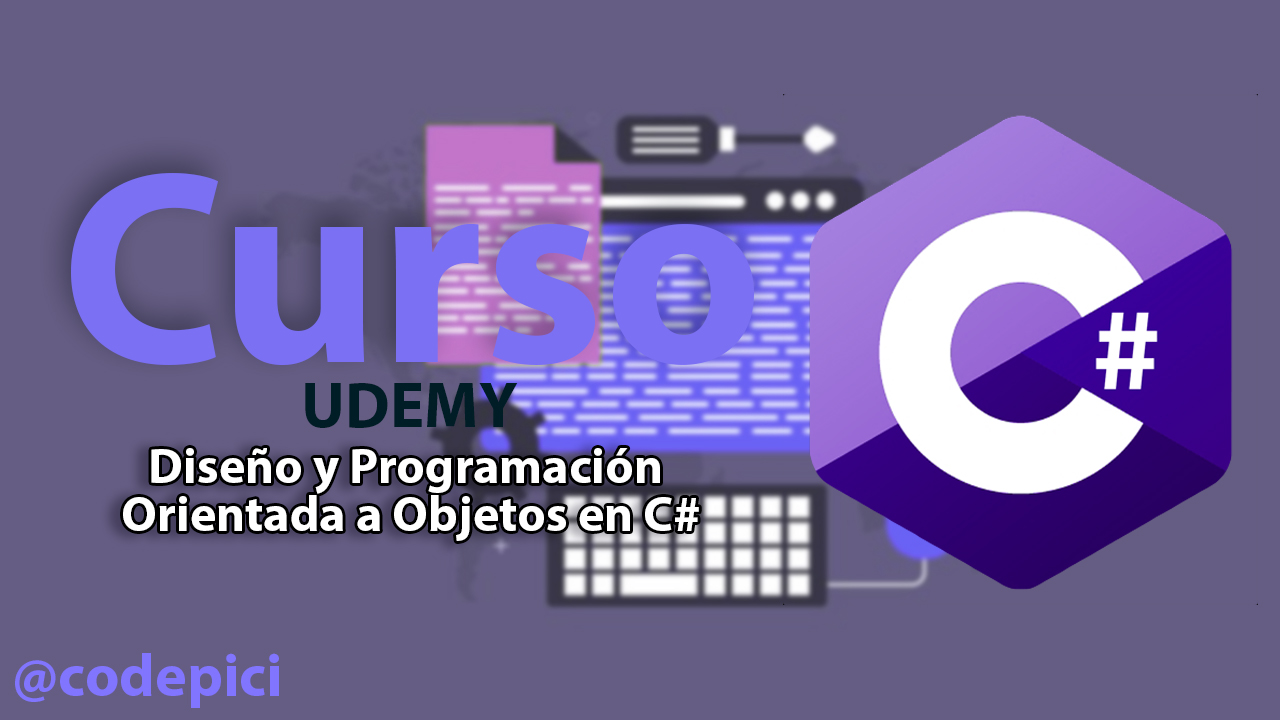 Curso
UDEMY
Diseño y Programación
Orientada a Objetos en C#
C#
@codepici